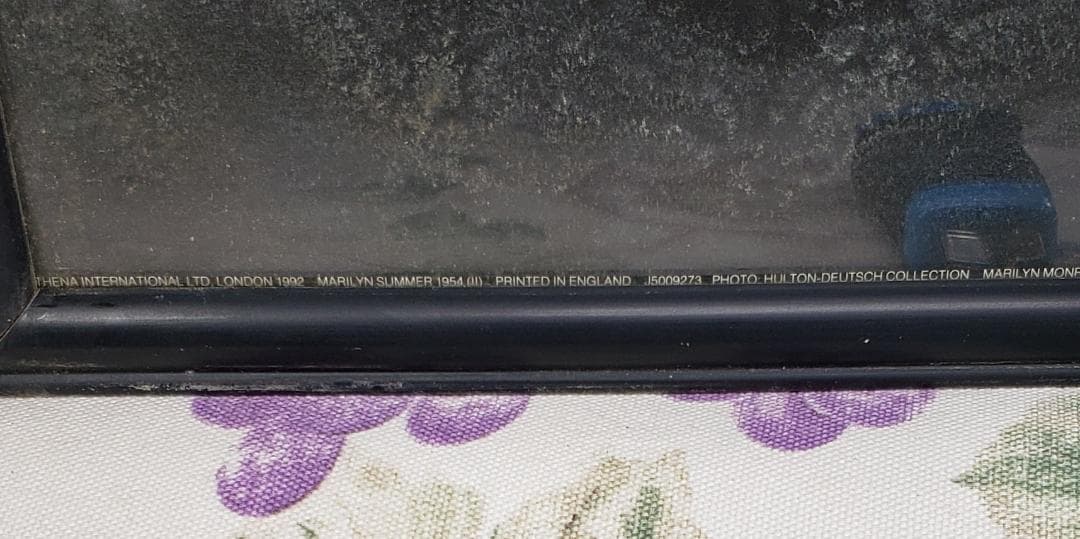 THENA INTERNATIONAL LTD, LONDON 1992 MARILYN SUMMER 1954 (II) PRINTED IN ENGLAND J5009273 PHOTO: HULTON-DEUTSCH COLLECTION MARILYN MONR